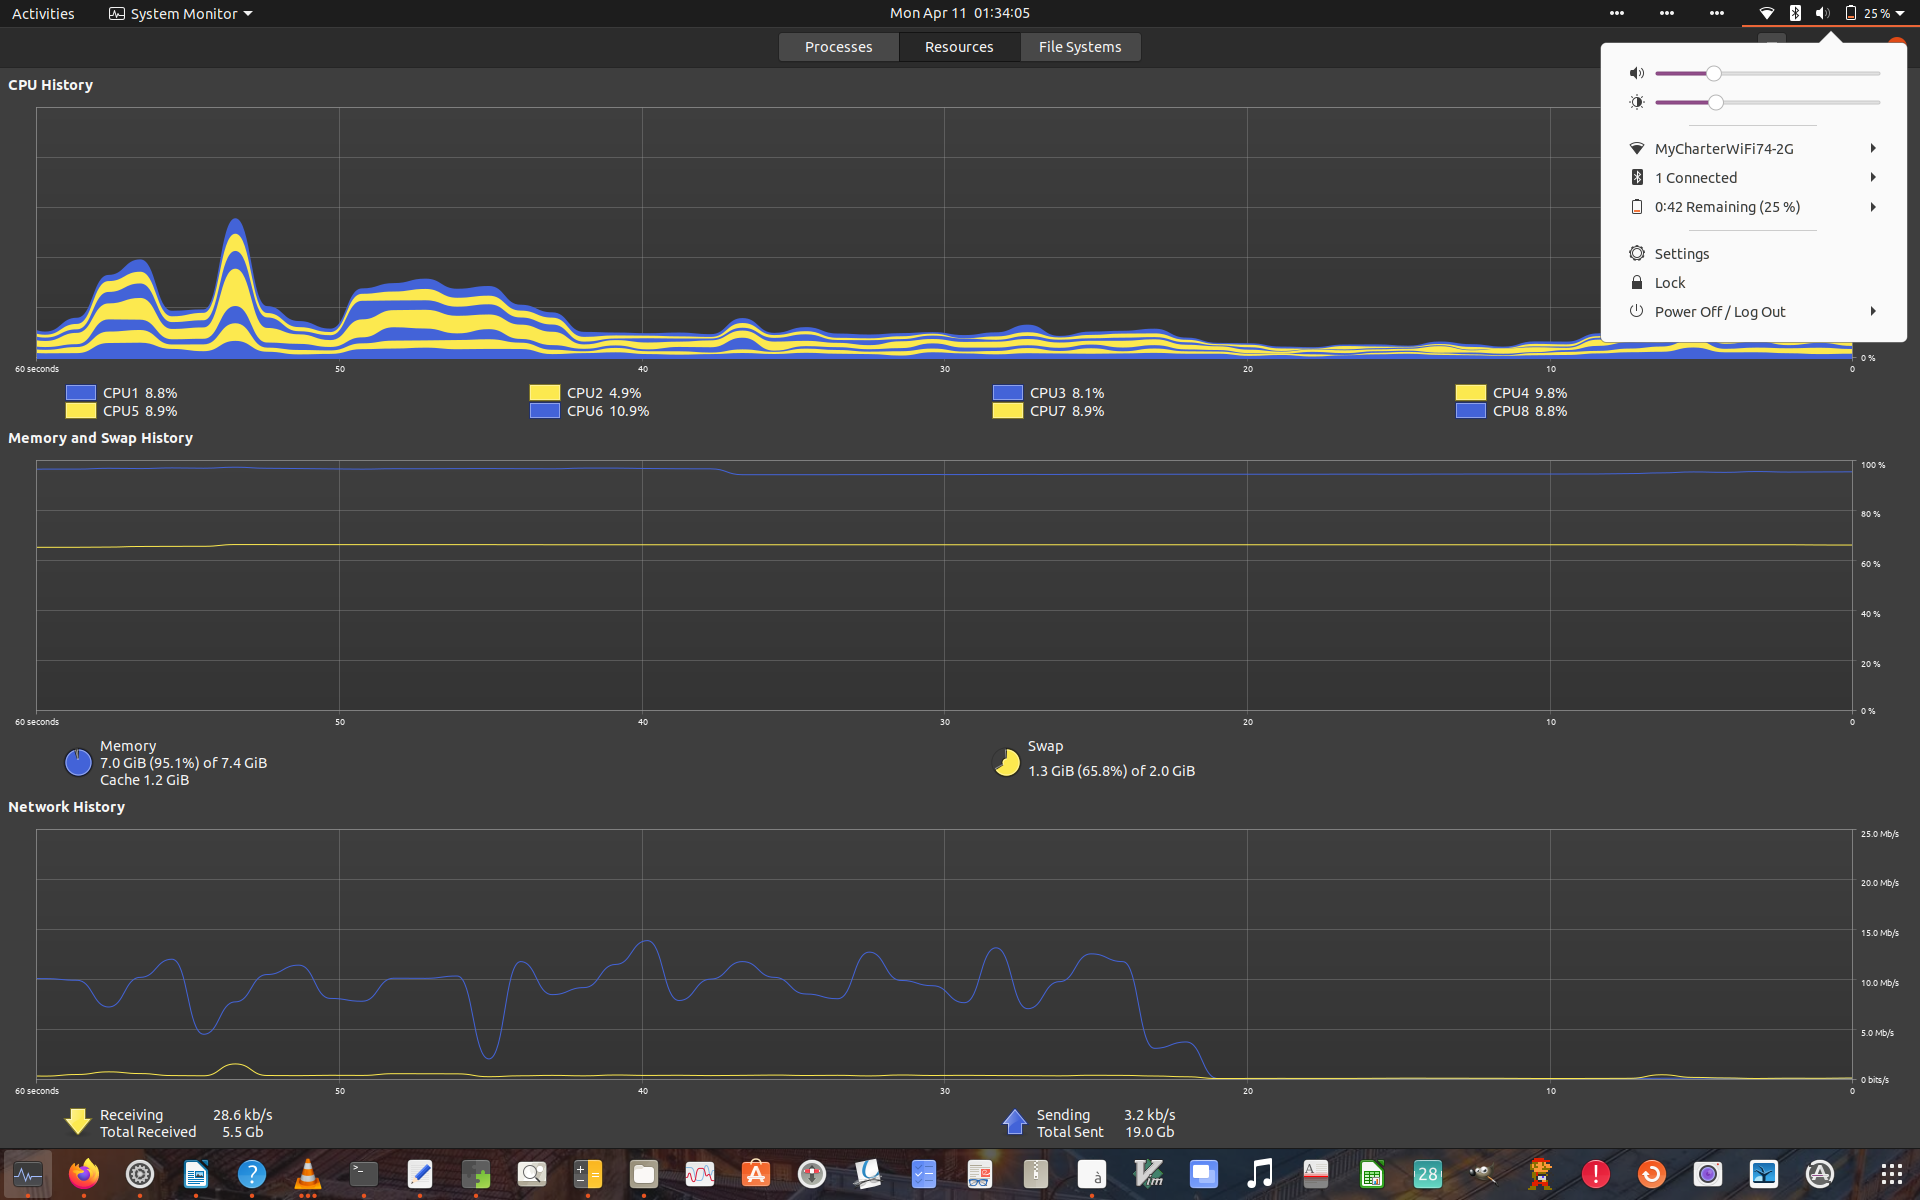 Activities
System Monitor
Mon Apr 11  01:34:05
25 %
Processes
Resources
File Systems
MyCharterWiFi74-2G
1 Connected
0:42 Remaining (25 %)
Settings
Lock
Power Off / Log Out
CPU History
0 %
60 seconds
50
40
30
20
10
0
CPU1 8.8%
CPU2 4.9%
CPU3 8.1%
CPU4 9.8%
CPU5 8.9%
CPU6 10.9%
CPU7 8.9%
CPU8 8.8%
Memory and Swap History
100 %
80 %
60 %
40 %
20 %
0 %
60 seconds
50
40
30
20
10
0
Memory
7.0 GiB (95.1%) of 7.4 GiB
Cache 1.2 GiB
Swap
1.3 GiB (65.8%) of 2.0 GiB
Network History
25.0 Mb/s
20.0 Mb/s
15.0 Mb/s
10.0 Mb/s
5.0 Mb/s
0 bits/s
60 seconds
50
40
30
20
10
0
Receiving 28.6 kb/s
Total Received 5.5 Gb
Sending 3.2 kb/s
Total Sent 19.0 Gb
?
>_
A
à
Vim
A
28
!
A